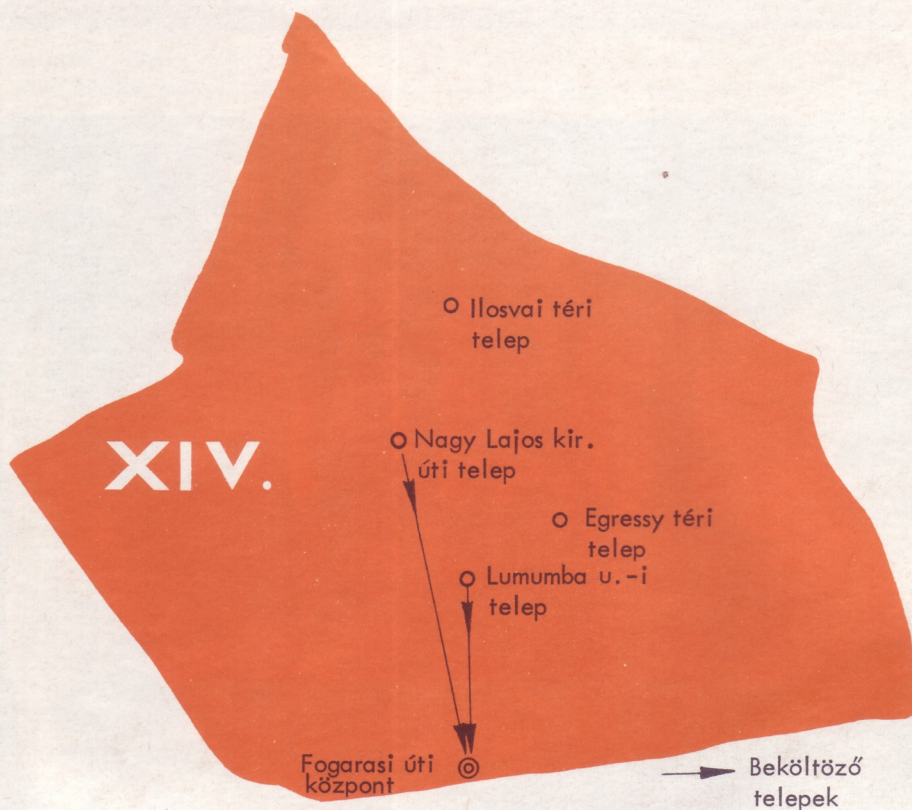 Ilosvai téri
telep
XIV.
Nagy Lajos kir.
úti telep
Egressy téri
telep
Lumumba u.-i
telep
Fogarasi úti
központ
Beköltöző
telepek